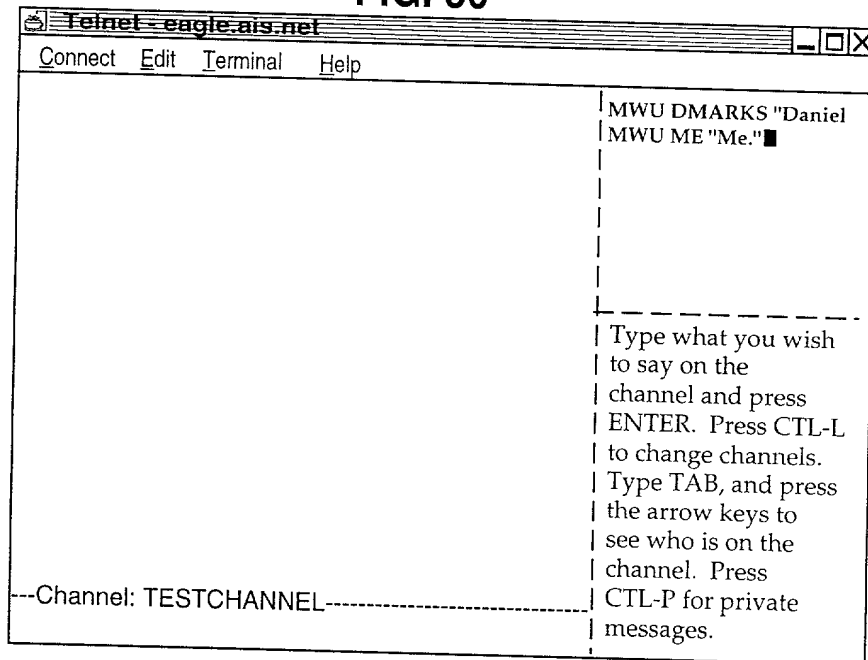 Telnet - eagle.ais.net
Connect Edit Terminal Help
MWU DMARKS "Daniel
MWU ME "Me."
Type what you wish
to say on the
channel and press
ENTER. Press CTL-L
to change channels.
Type TAB, and press
the arrow keys to
see who is on the
channel. Press
CTL-P for private
messages.
---Channel: TESTCHANNEL---